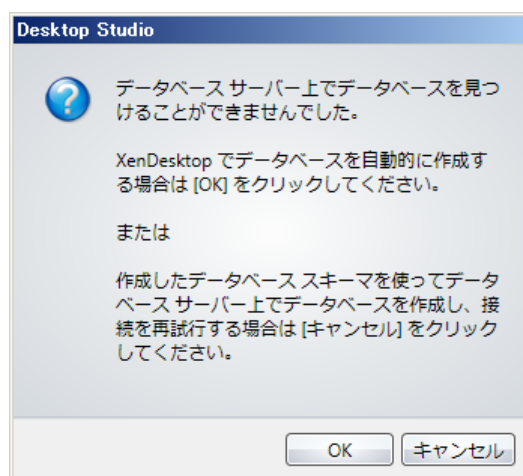 Desktop Studio
データベース サーバー上でデータベースを見つ
けることができませんでした。
XenDesktop でデータベースを自動的に作成す
る場合は [OK] をクリックしてください。
または
作成したデータベース スキーマを使ってデータ
ベース サーバー上でデータベースを作成し、接
続を再試行する場合は [キャンセル] をクリック
してください。
OK
キャンセル